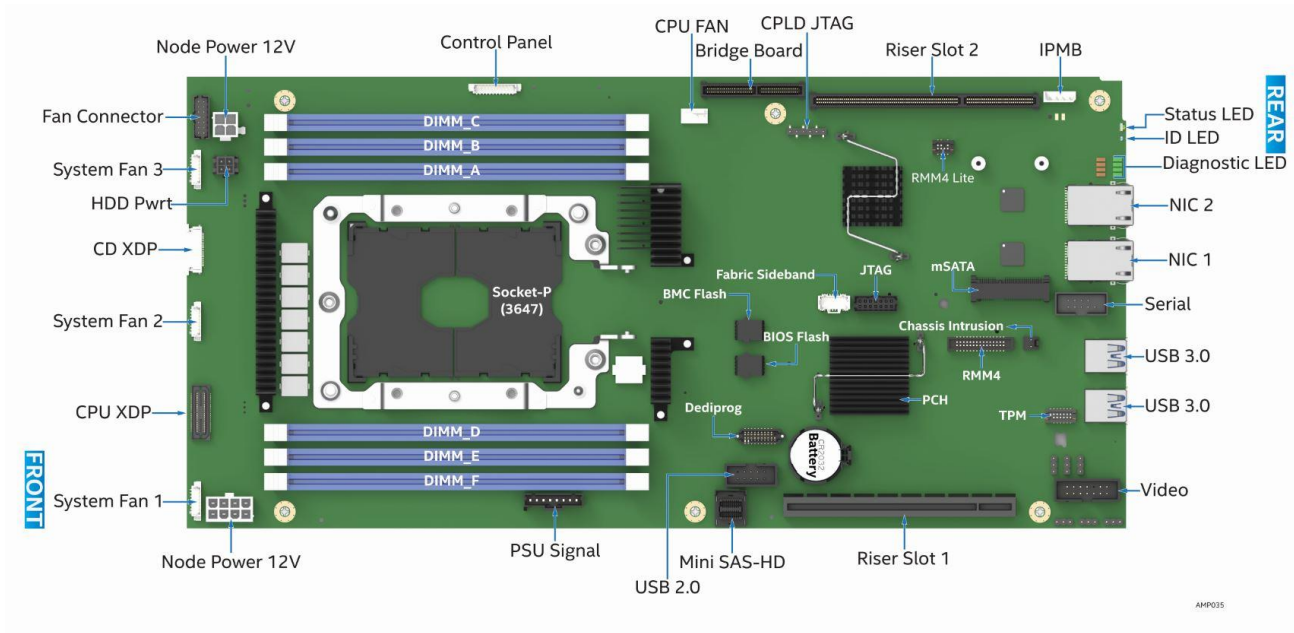 CPU FAN
CPLD JTAG
Node Power 12V
Control Panel
Bridge Board
Riser Slot 2
IPMB
REAR
Fan Connector
DIMM_C
Status LED
DIMM_B
ID LED
System Fan 3
DIMM_A
RMM4 Lite
Diagnostic LED
HDD Pwrt
NIC 2
CD XDP
NIC 1
Fabric Sideband
JTAG
mSATA
Socket-P
(3647)
BMC Flash
Serial
System Fan 2
BIOS Flash
Chassis Intrusion
USB 3.0
RMM4
PCH
CPU XDP
Dediprog
TPM
USB 3.0
DIMM_D
CR2032
Battery
FRONT
DIMM_E
DIMM_F
System Fan 1
Video
PSU Signal
Node Power 12V
Mini SAS-HD
Riser Slot 1
USB 2.0
AMP035